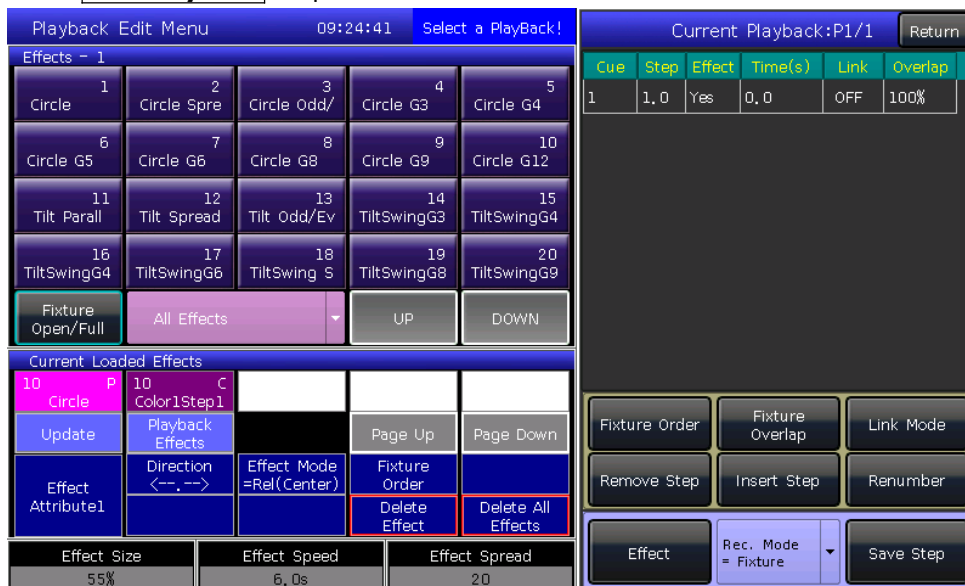 Playback Edit Menu 09:24:41 Select a PlayBack!
Effects - 1
1 Circle
2 Circle Spre
3 Circle Odd/
4 Circle G3
5 Circle G4
6 Circle G5
7 Circle G6
8 Circle G8
9 Circle G9
10 Circle G12
11 Tilt Parall
12 Tilt Spread
13 Tilt Odd/Ev
14 TiltSwingG3
15 TiltSwingG4
16 TiltSwingG4
17 TiltSwingG6
18 TiltSwing S
19 TiltSwingG8
20 TiltSwingG9
Fixture
Open/Full
All Effects
UP
DOWN
Current Loaded Effects
10 P
Circle
10 C
Color1Step1
Update
Playback
Effects
Page Up
Page Down
Effect
Attribute1
Direction
<--.-->
Effect Mode
=Rel(Center)
Fixture
Order
Delete
Effect
Delete All
Effects
Effect Size
55%
Effect Speed
6.0s
Effect Spread
20
Current Playback:P1/1
Return
Cue Step Effect Time(s) Link Overlap
1 1.0 Yes 0.0 OFF 100%
Fixture Order
Fixture
Overlap
Link Mode
Remove Step
Insert Step
Renumber
Effect
Rec. Mode
= Fixture
Save Step